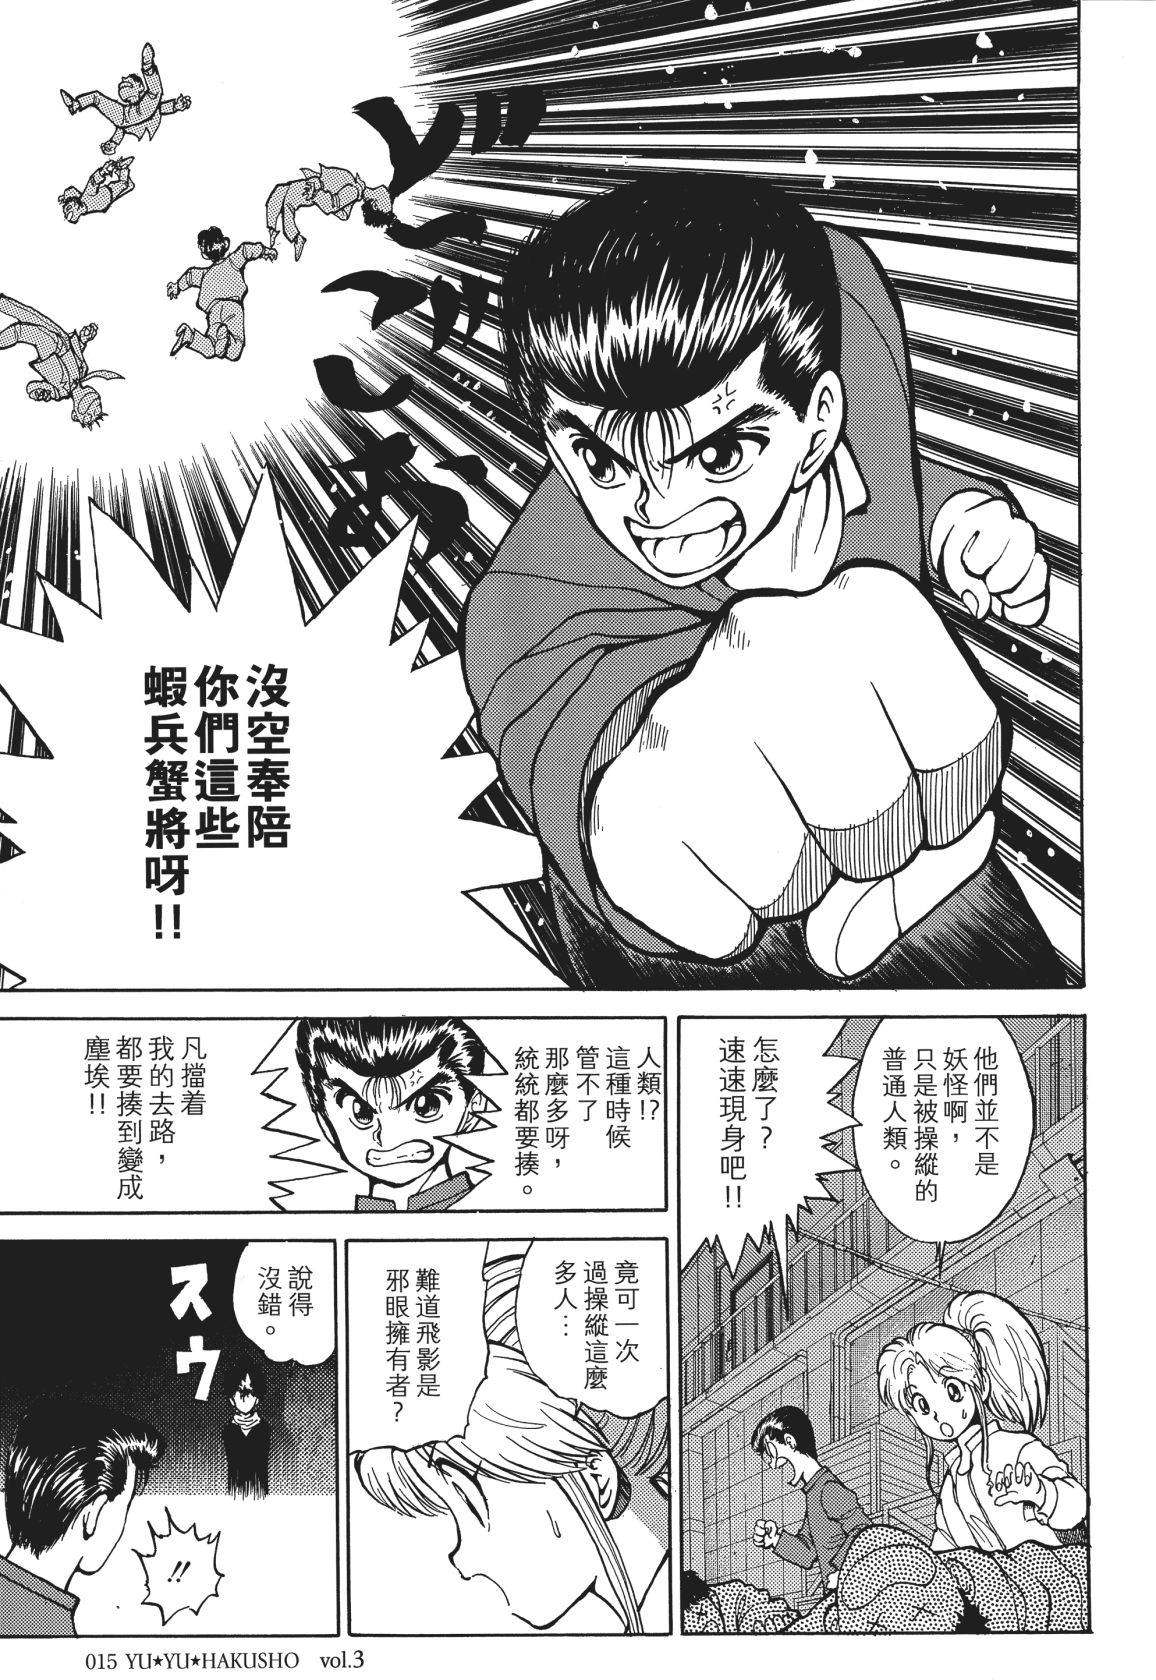 どどいあっ
沒空奉陪
你們這些
蝦兵蟹將呀!!
他們並不是
妖怪啊，
只是被操縱的
普通人類。
怎麼了?
速速現身吧!!
人類!?
這種時候
管不了
那麼多呀，
統統都要揍。
凡擋着
我的去路，
都要揍到變成
塵埃!!
竟可一次
過操縱這麼
多人…
難道飛影是
邪眼擁有者?
說得
沒錯。
スウ
!!
015 YU★YU★HAKUSHO vol.3